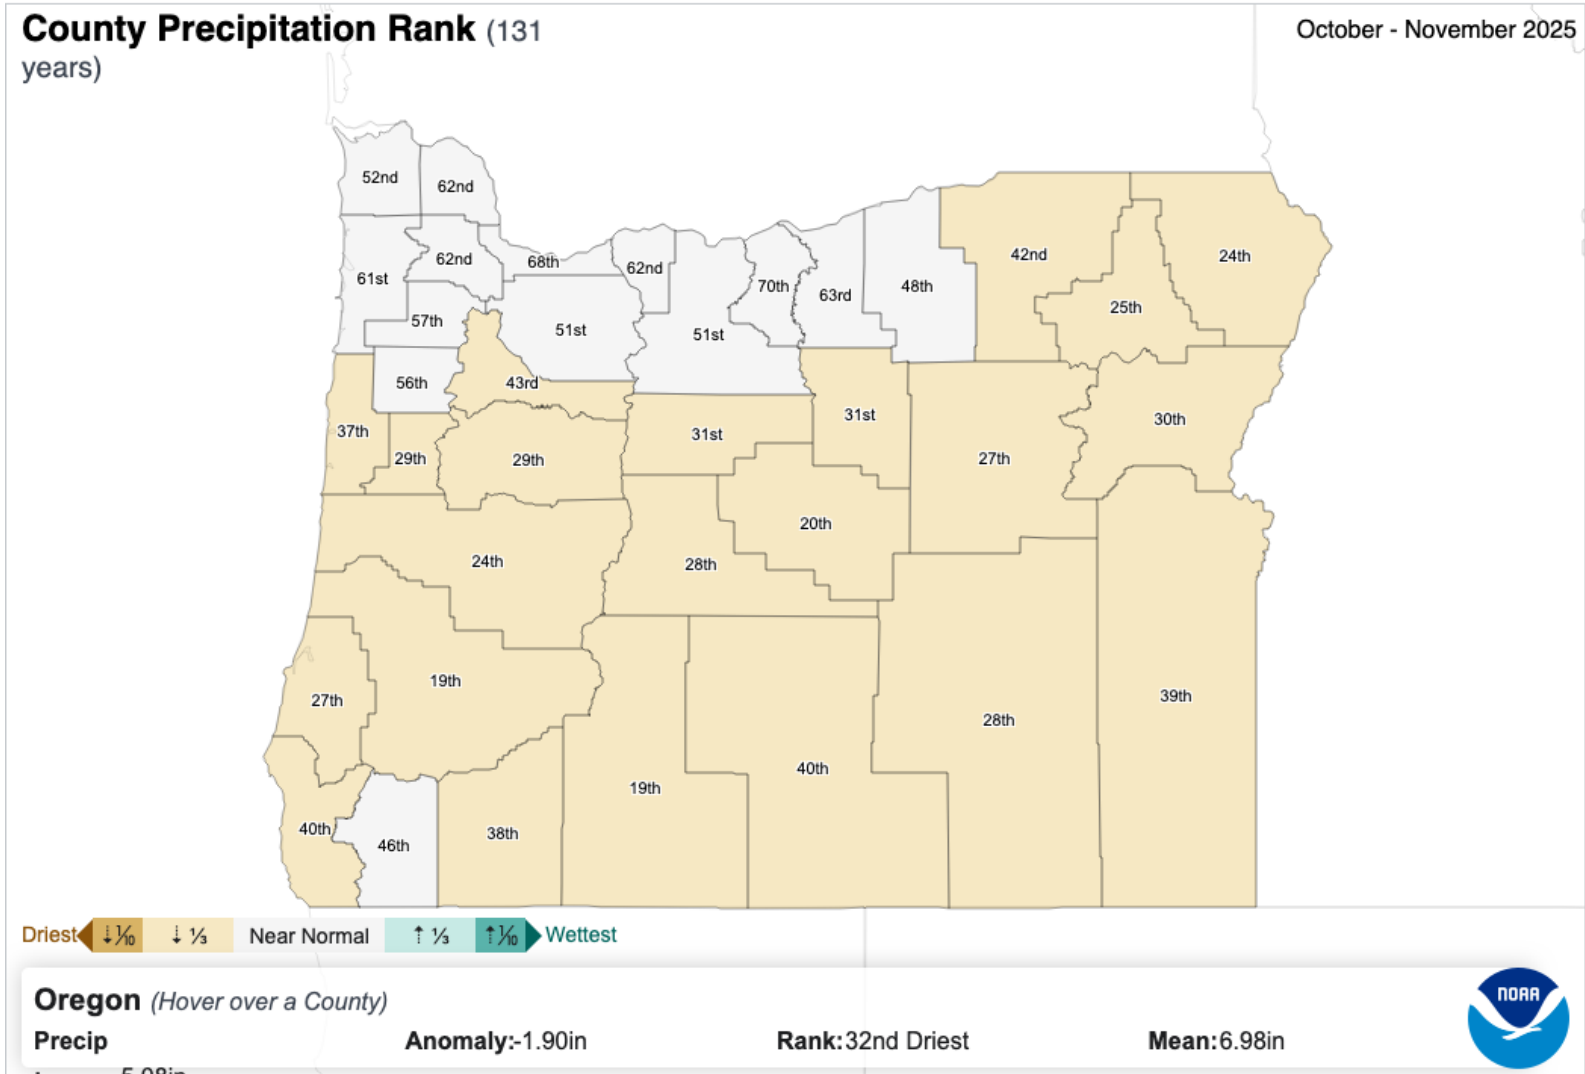 County Precipitation Rank (131
years)
October - November 2025
52nd
62nd
61st
62nd
68th
62nd
51st
70th
63rd
48th
42nd
24th
25th
57th
51st
56th
43rd
31st
30th
37th
29th
29th
31st
27th
24th
28th
20th
27th
19th
19th
40th
28th
39th
40th
46th
38th
Driest ⇣ 1/10 ⇣ 1/3 Near Normal ⇡ 1/3 ⇡ 1/10 Wettest
Oregon (Hover over a County)
Precip Anomaly:-1.90in Rank:32nd Driest Mean:6.98in
NOAA